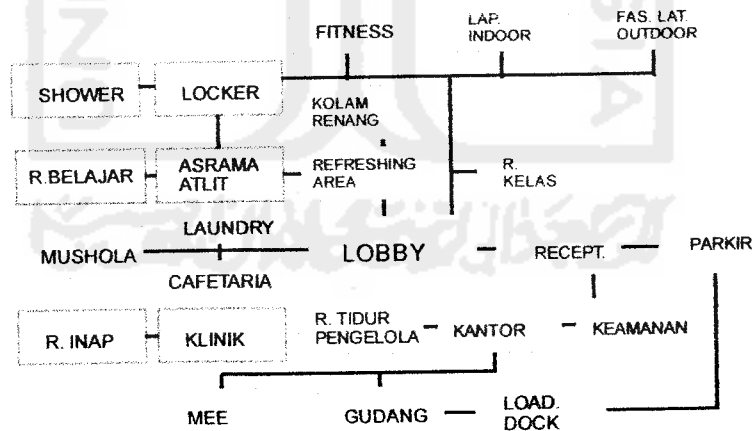 FITNESS
LAP.
INDOOR
FAS. LAT.
OUTDOOR
SHOWER
LOCKER
KOLAM
RENANG
R.BELAJAR
ASRAMA
ATLIT
REFRESHING
AREA
R.
KELAS
LAUNDRY
MUSHOLA
LOBBY
RECEPT.
PARKIR
CAFETARIA
R. INAP
KLINIK
R. TIDUR
PENGELOLA
KANTOR
KEAMANAN
MEE
GUDANG
LOAD.
DOCK